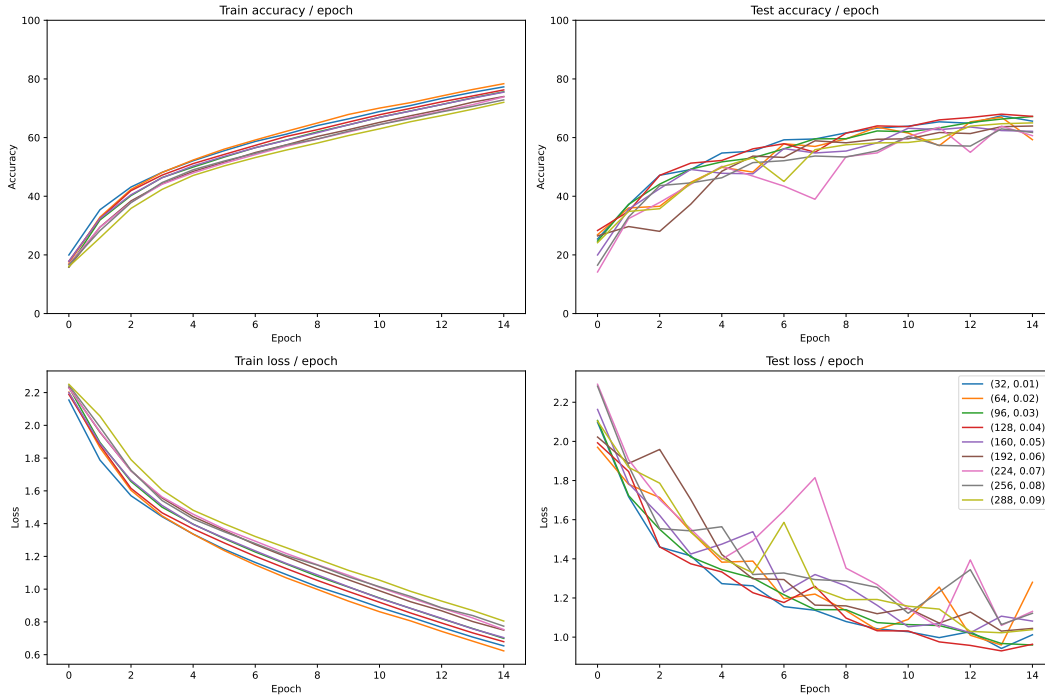 Train accuracy / epoch
Accuracy
100
80
60
40
20
0
0 2 4 6 8 10 12 14
Epoch
Test accuracy / epoch
Accuracy
100
80
60
40
20
0
0 2 4 6 8 10 12 14
Epoch
Train loss / epoch
Loss
2.2
2.0
1.8
1.6
1.4
1.2
1.0
0.8
0.6
0 2 4 6 8 10 12 14
Epoch
Test loss / epoch
Loss
2.2
2.0
1.8
1.6
1.4
1.2
1.0
0 2 4 6 8 10 12 14
Epoch
(32, 0.01)
(64, 0.02)
(96, 0.03)
(128, 0.04)
(160, 0.05)
(192, 0.06)
(224, 0.07)
(256, 0.08)
(288, 0.09)